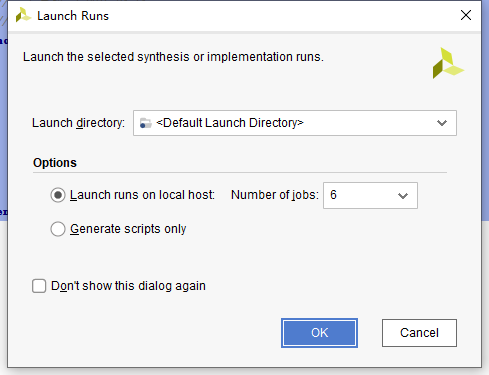 Launch Runs
Launch the selected synthesis or implementation runs.
Launch directory: <Default Launch Directory>
Options
Launch runs on local host: Number of jobs: 6
Generate scripts only
Don't show this dialog again
OK Cancel